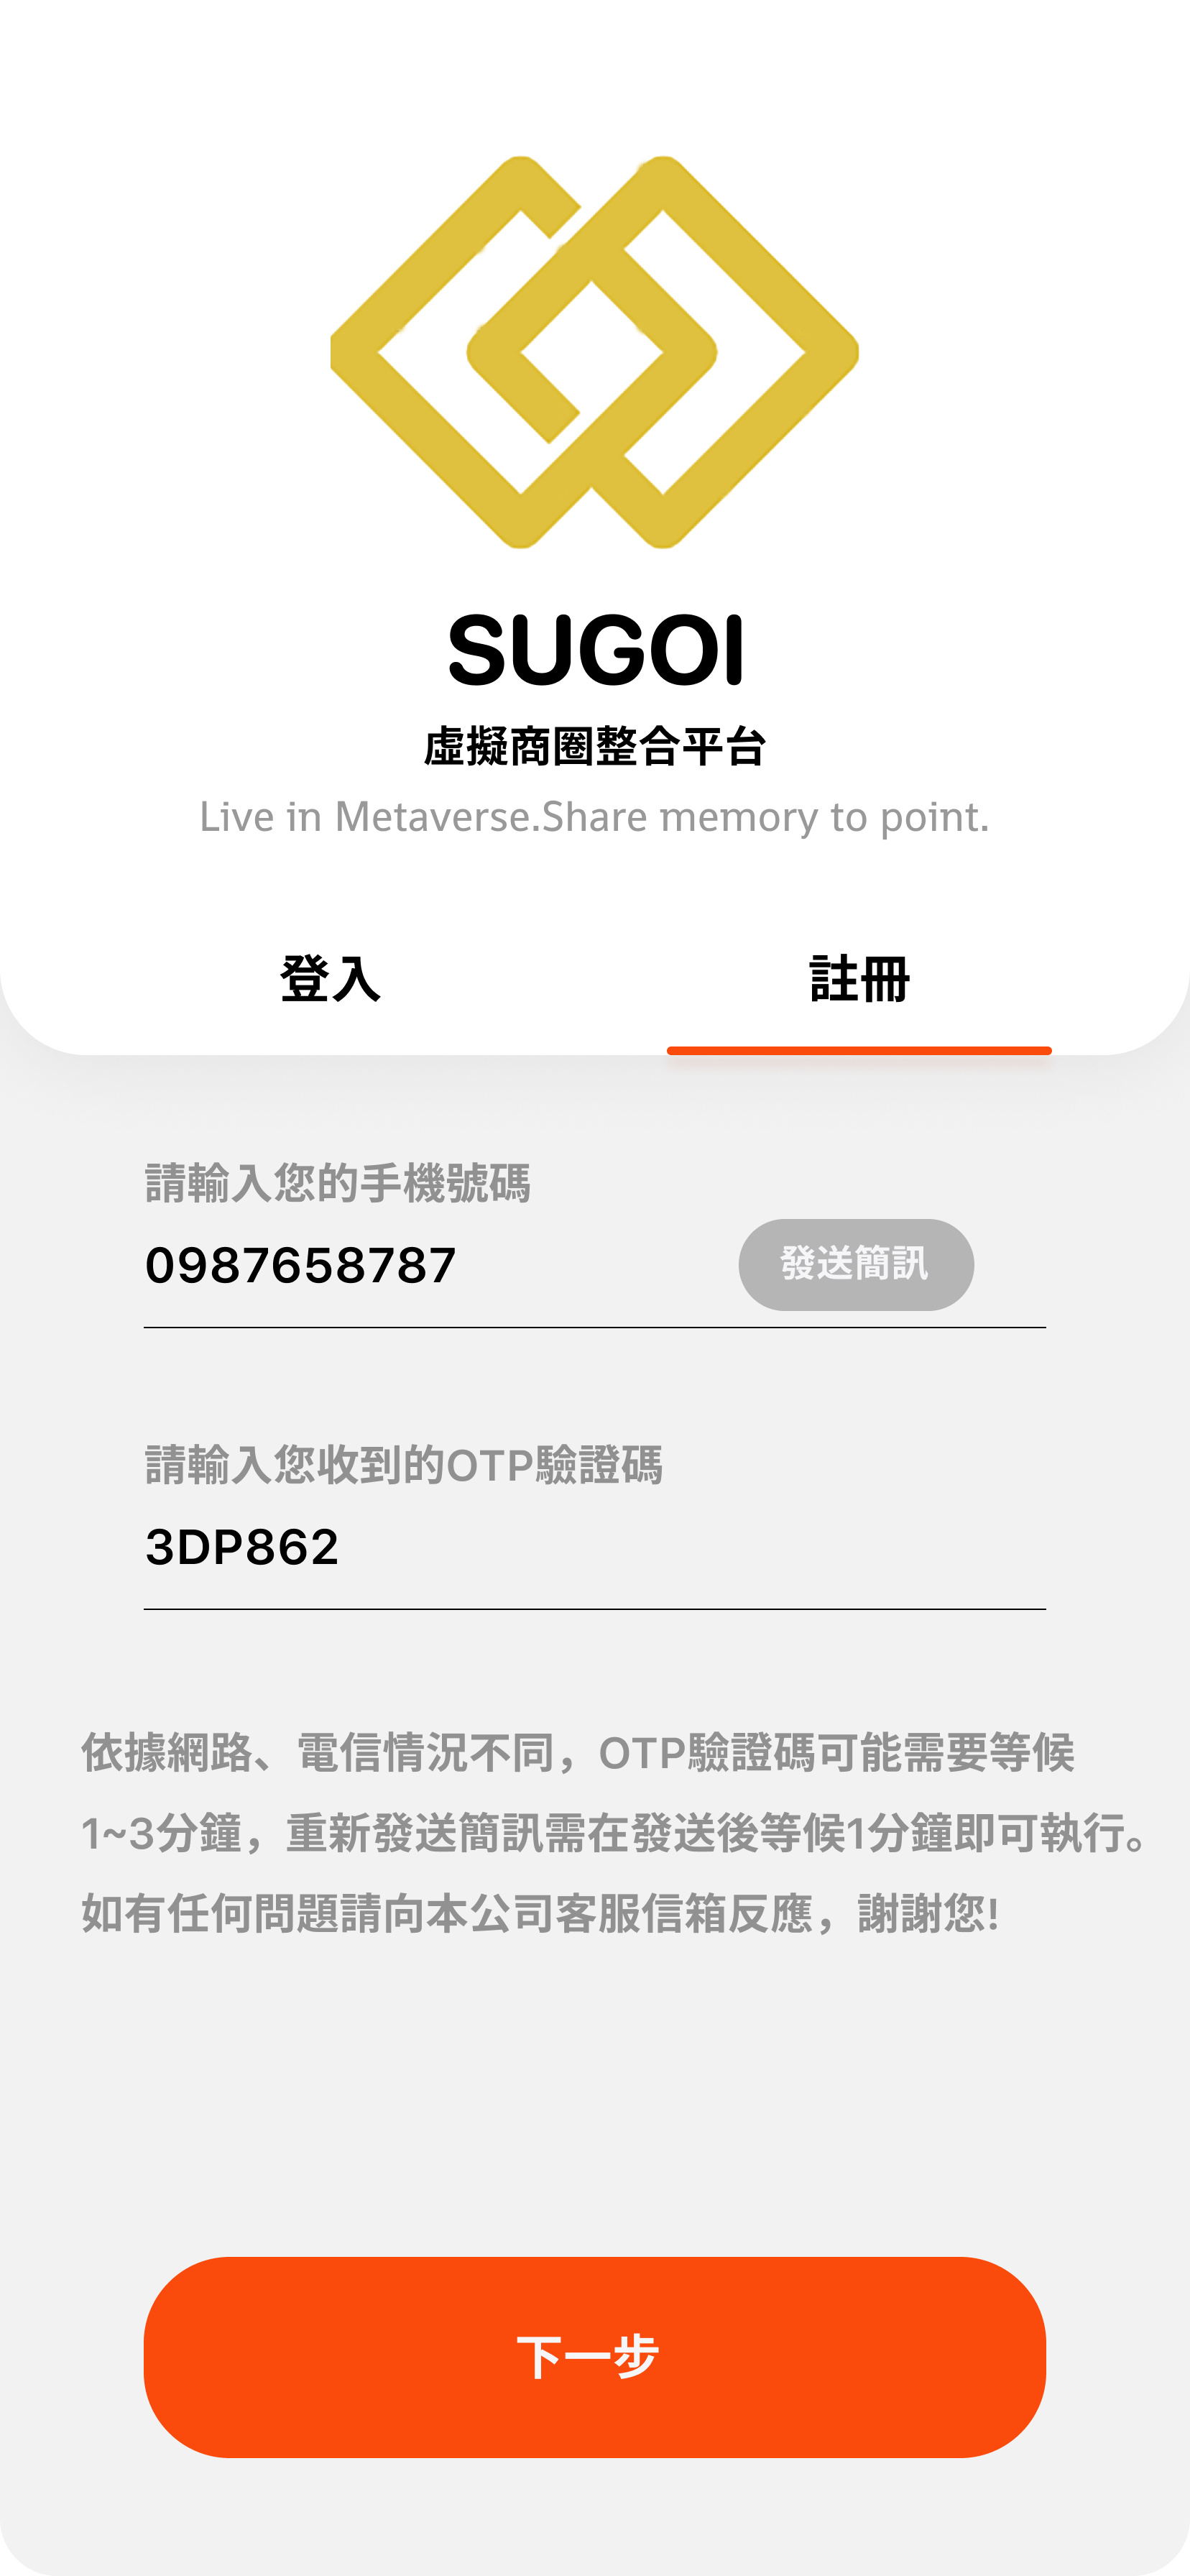 SUGOI
虛擬商圈整合平台
Live in Metaverse.Share memory to point.
登入
註冊
請輸入您的手機號碼
0987658787
發送簡訊
請輸入您收到的OTP驗證碼
3DP862
依據網路、電信情況不同，OTP驗證碼可能需要等候
1~3分鐘，重新發送簡訊需在發送後等候1分鐘即可執行。
如有任何問題請向本公司客服信箱反應，謝謝您!
下一步